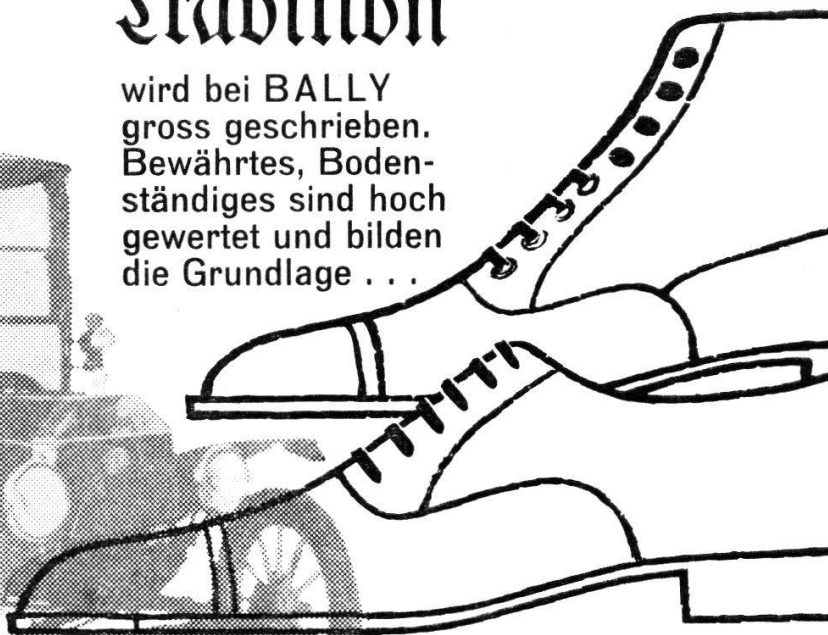 Tradition
wird bei BALLY
gross geschrieben.
Bewährtes, Boden-
ständiges sind hoch
gewertet und bilden
die Grundlage . . .